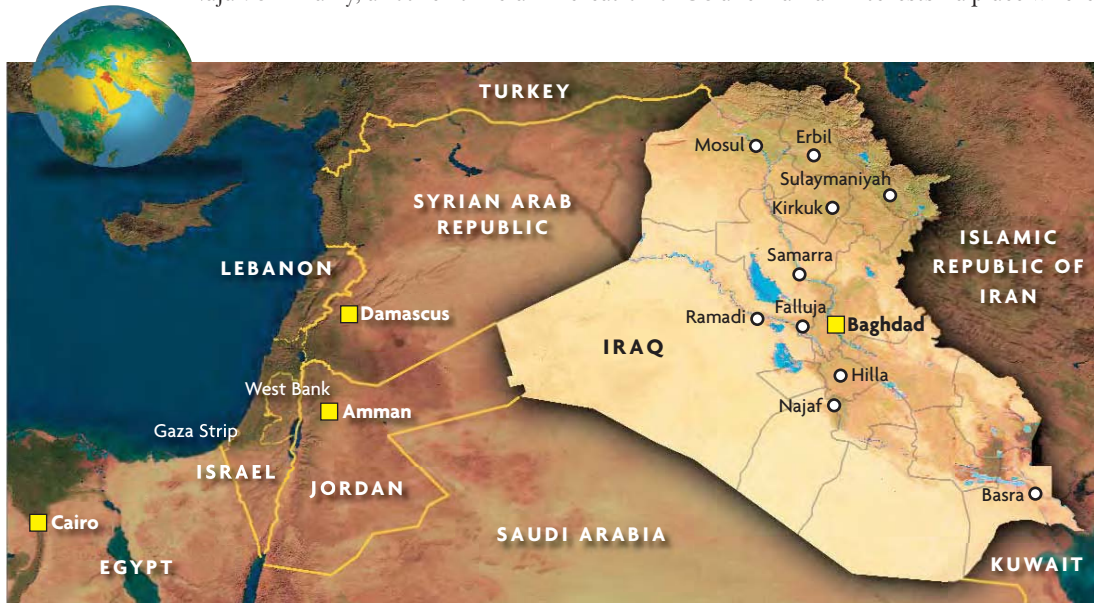 TURKEY
Mosul
Erbil
Sulaymaniyah
Kirkuk
SYRIAN ARAB
REPUBLIC
ISLAMIC
REPUBLIC OF
IRAN
LEBANON
Samarra
Damascus
Ramadi
Falluja
Baghdad
IRAQ
Hilla
West Bank
Amman
Najaf
Gaza Strip
ISRAEL
JORDAN
Basra
Cairo
SAUDI ARABIA
EGYPT
KUWAIT